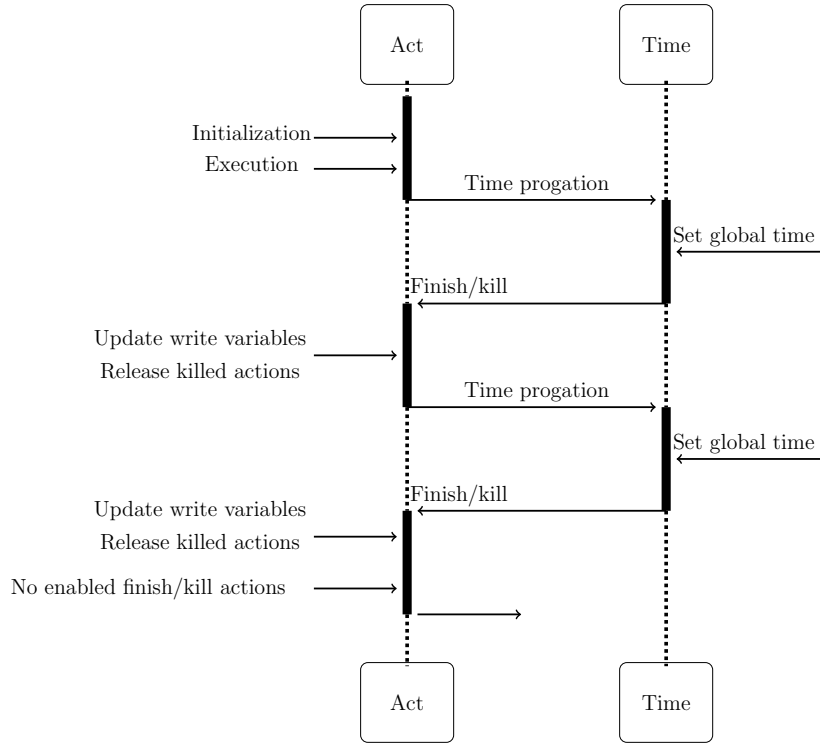 Act
Time
Initialization
Execution
Time progation
Set global time
Finish/kill
Update write variables
Release killed actions
Time progation
Set global time
Finish/kill
Update write variables
Release killed actions
No enabled finish/kill actions
Act
Time